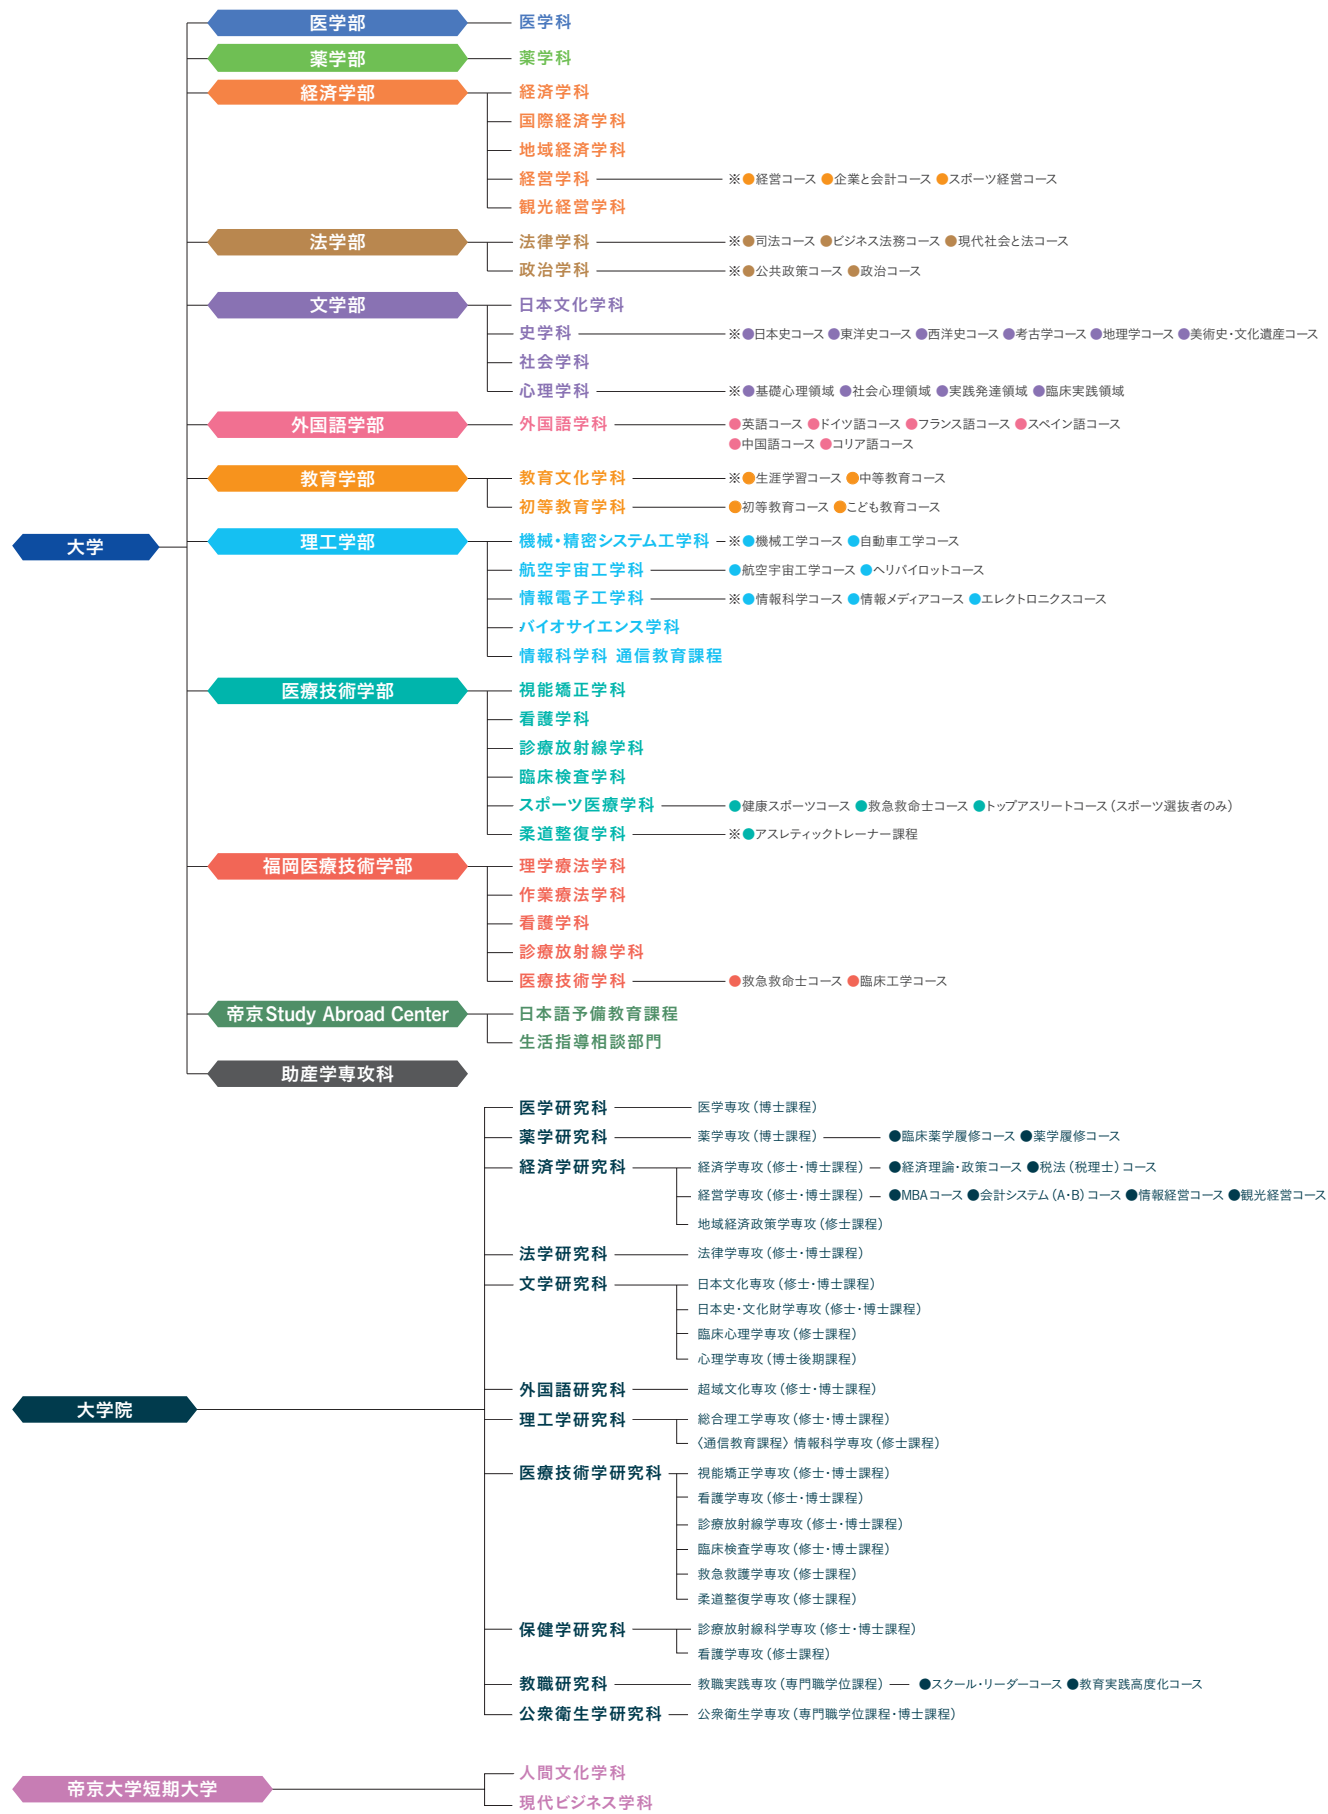 医学部 医学科
薬学部 薬学科
経済学部 経済学科
国際経済学科
地域経済学科
経営学科 ※●経営コース ●企業と会計コース ●スポーツ経営コース
観光経営学科
法学部 法律学科 ※●司法コース ●ビジネス法務コース ●現代社会と法コース
政治学科 ※●公共政策コース ●政治コース
文学部 日本文化学科
史学科 ※●日本史コース ●東洋史コース ●西洋史コース ●考古学コース ●地理学コース ●美術史・文化遺産コース
社会学科
心理学科 ※●基礎心理領域 ●社会心理領域 ●実践発達領域 ●臨床実践領域
外国語学部 外国語学科 ●英語コース ●ドイツ語コース ●フランス語コース ●スペイン語コース
●中国語コース ●コリア語コース
教育学部 教育文化学科 ※●生涯学習コース ●中等教育コース
初等教育学科 ●初等教育コース ●こども教育コース
大学 理工学部 機械・精密システム工学科 ※●機械工学コース ●自動車工学コース
航空宇宙工学科 ●航空宇宙工学コース ●ヘリパイロットコース
情報電子工学科 ※●情報科学コース ●情報メディアコース ●エレクトロニクスコース
バイオサイエンス学科
情報科学科 通信教育課程
医療技術学部 視能矯正学科
看護学科
診療放射線学科
臨床検査学科
スポーツ医療学科 ●健康スポーツコース ●救急救命士コース ●トップアスリートコース（スポーツ選抜者のみ）
柔道整復学科 ※●アスレティックトレーナー課程
福岡医療技術学部 理学療法学科
作業療法学科
看護学科
診療放射線学科
医療技術学科 ●救急救命士コース ●臨床工学コース
帝京Study Abroad Center 日本語予備教育課程
生活指導相談部門
助産学専攻科
医学研究科 医学専攻（博士課程）
薬学研究科 薬学専攻（博士課程） ●臨床薬学履修コース ●薬学履修コース
経済学研究科 経済学専攻（修士・博士課程） ●経済理論・政策コース ●税法（税理士）コース
経営学専攻（修士・博士課程） ●MBAコース ●会計システム（A・B）コース ●情報経営コース ●観光経営コース
地域経済政策学専攻（修士課程）
法学研究科 法律学専攻（修士・博士課程）
文学研究科 日本文化専攻（修士・博士課程）
日本史・文化財学専攻（修士・博士課程）
臨床心理学専攻（修士課程）
心理学専攻（博士後期課程）
外国語研究科 超域文化専攻（修士・博士課程）
大学院
理工学研究科 総合理工学専攻（修士・博士課程）
〈通信教育課程〉情報科学専攻（修士課程）
医療技術学研究科 視能矯正学専攻（修士・博士課程）
看護学専攻（修士・博士課程）
診療放射線学専攻（修士・博士課程）
臨床検査学専攻（修士・博士課程）
救急救護学専攻（修士課程）
柔道整復学専攻（修士課程）
保健学研究科 診療放射線科学専攻（修士・博士課程）
看護学専攻（修士課程）
教職研究科 教職実践専攻（専門職学位課程） ●スクール・リーダーコース ●教育実践高度化コース
公衆衛生学研究科 公衆衛生学専攻（専門職学位課程・博士課程）
人間文化学科
帝京大学短期大学
現代ビジネス学科